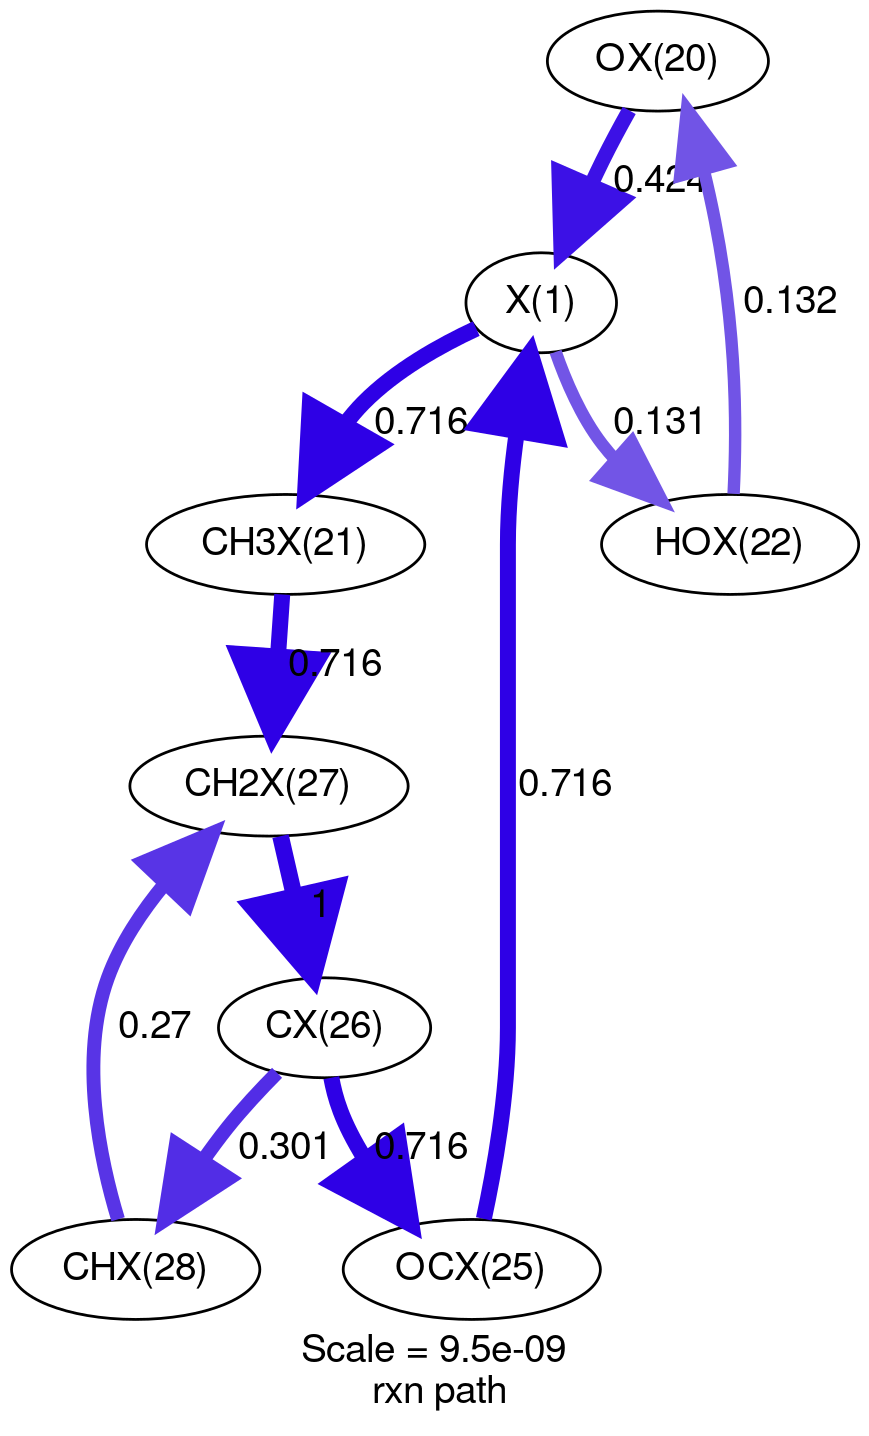 OX(20)
0.424
X(1)
0.132
0.716
0.131
CH3X(21)
HOX(22)
0.716
CH2X(27)
0.716
1
0.27
CX(26)
0.301
0.716
CHX(28)
OCX(25)
Scale = 9.5e-09
rxn path